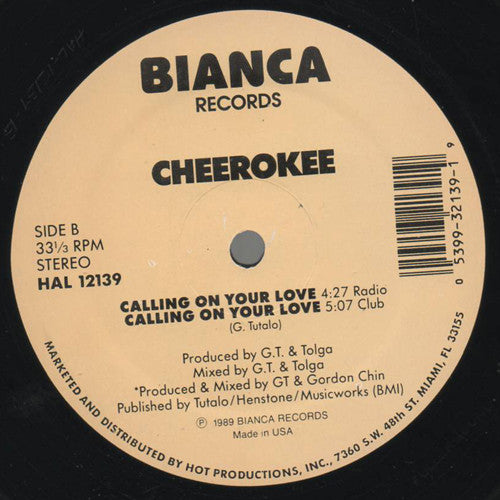 BIANCA
RECORDS
CHEEROKEE
SIDE B
33⅓ RPM
STEREO
HAL 12139
0 5399-32139-1 9
CALLING ON YOUR LOVE 4:27 Radio
CALLING ON YOUR LOVE 5:07 Club
(G. Tutalo)
Produced by G.T. & Tolga
Mixed by G.T. & Tolga
*Produced & Mixed by GT & Gordon Chin
Published by Tutalo/Henstone/Musicworks (BMI)
Ⓟ 1989 BIANCA RECORDS
Made in USA
MARKETED AND DISTRIBUTED BY HOT PRODUCTIONS, INC., 7360 S.W. 48th ST. MIAMI, FL 33155